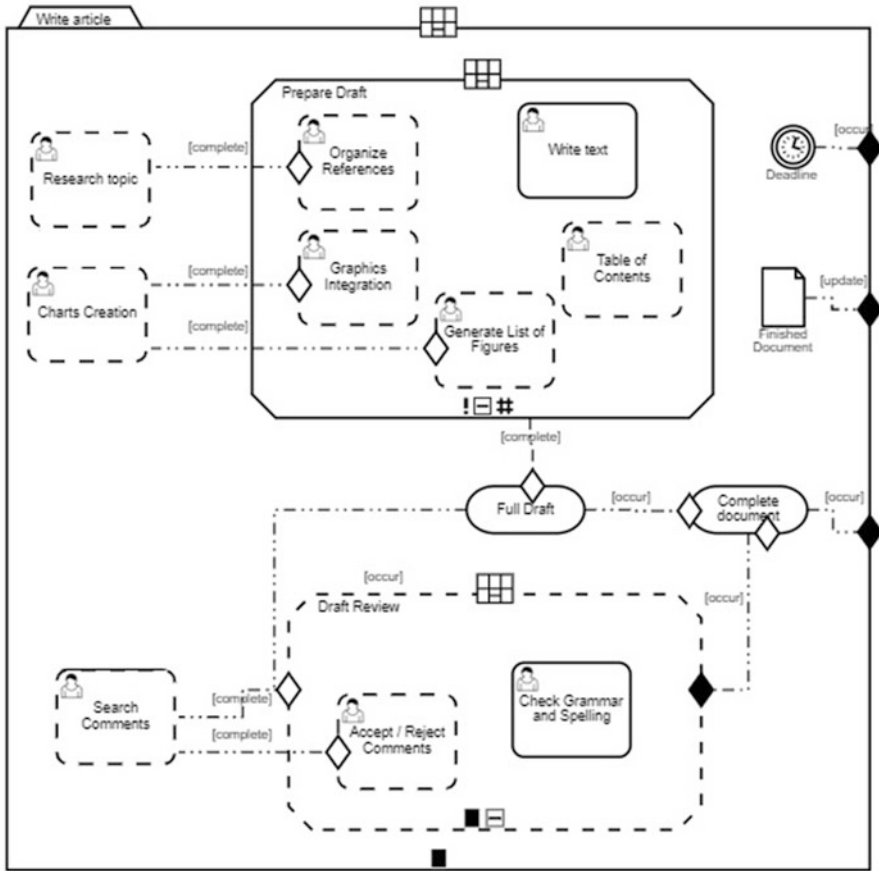 Write article
Prepare Draft
Organize
References
Write text
[complete]
Research topic
[occur]
Deadline
Graphics
Integration
Table of
Contents
[complete]
Charts Creation
[complete]
Generate List of
Figures
[update]
Finished
Document
! #
[complete]
Full Draft
[occur]
Complete
document
[occur]
[occur]
Draft Review
[occur]
Search
Comments
[complete]
[complete]
Accept / Reject
Comments
Check Grammar
and Spelling